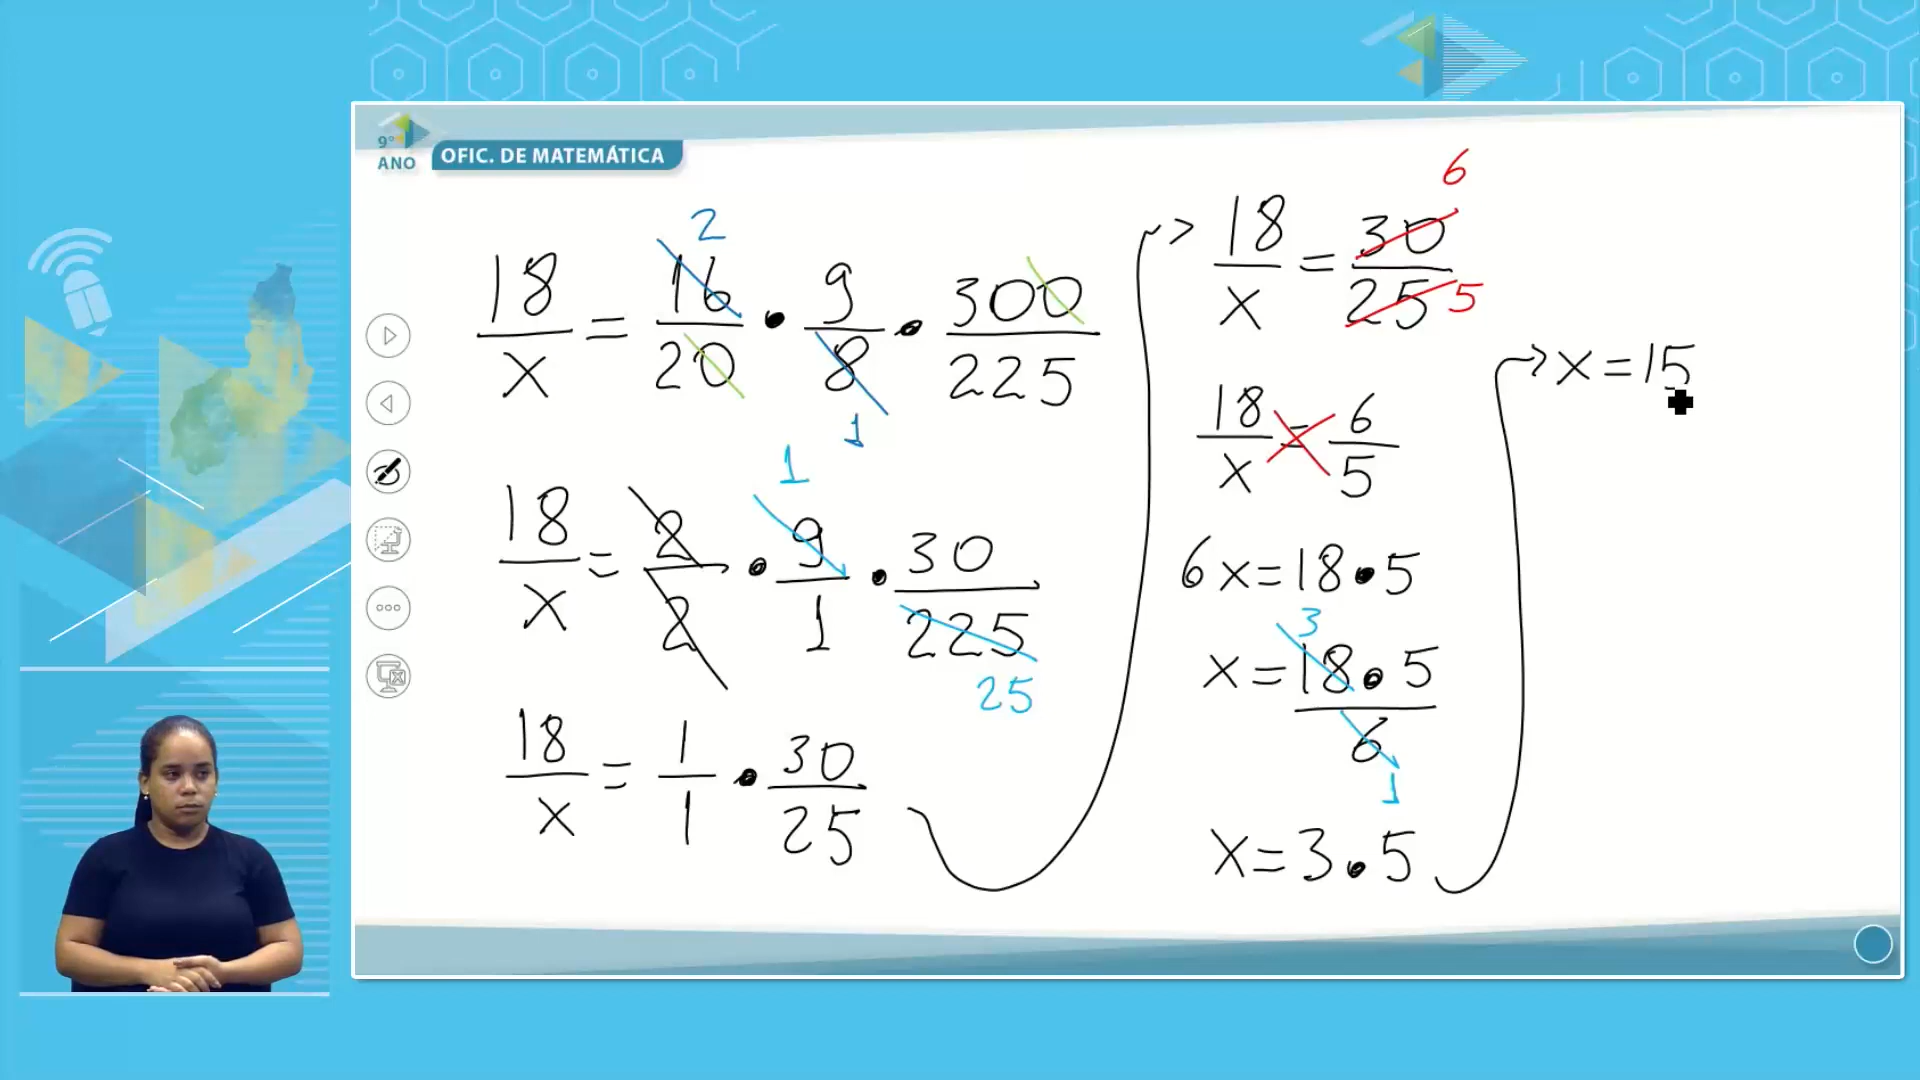 9º
ANO
OFIC. DE MATEMÁTICA
2
18/x = 16/20 • 9/8 • 300/225
1
1
18/x = 2/2 • 9/1 • 30/225
25
18/x = 1/1 • 30/25
6
18/x = 30/25
5
18/x = 6/5
6x=18•5
3
x=18•5/6
1
x=3•5
x=15